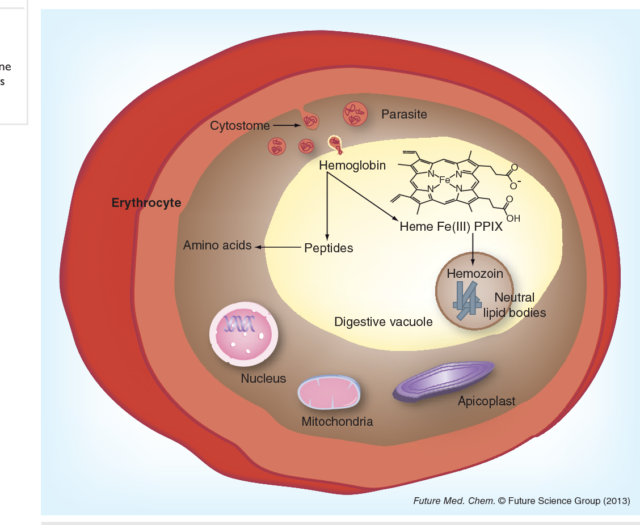 ne
s
Cytostome
Parasite
Hemoglobin
Fe
N
N
N
N
O
O-
O
OH
Erythrocyte
Heme Fe(III) PPIX
Amino acids
Peptides
Hemozoin
Neutral
lipid bodies
Digestive vacuole
Nucleus
Apicoplast
Mitochondria
Future Med. Chem. © Future Science Group (2013)